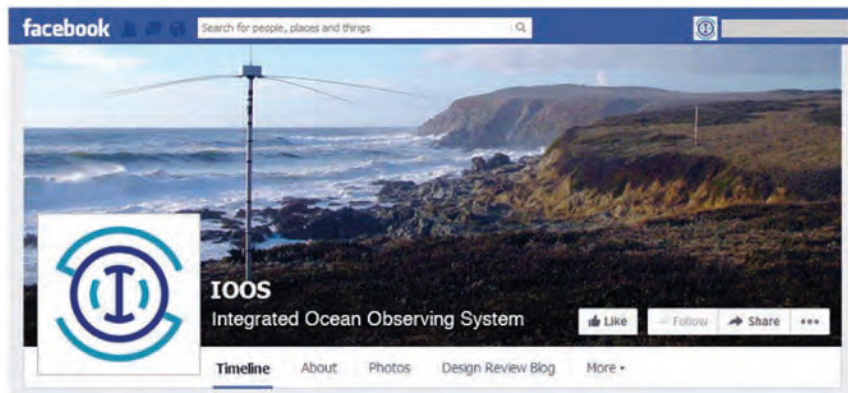 facebook Search for people, places and things
IOOS
Integrated Ocean Observing System
Like Follow Share
Timeline About Photos Design Review Blog More